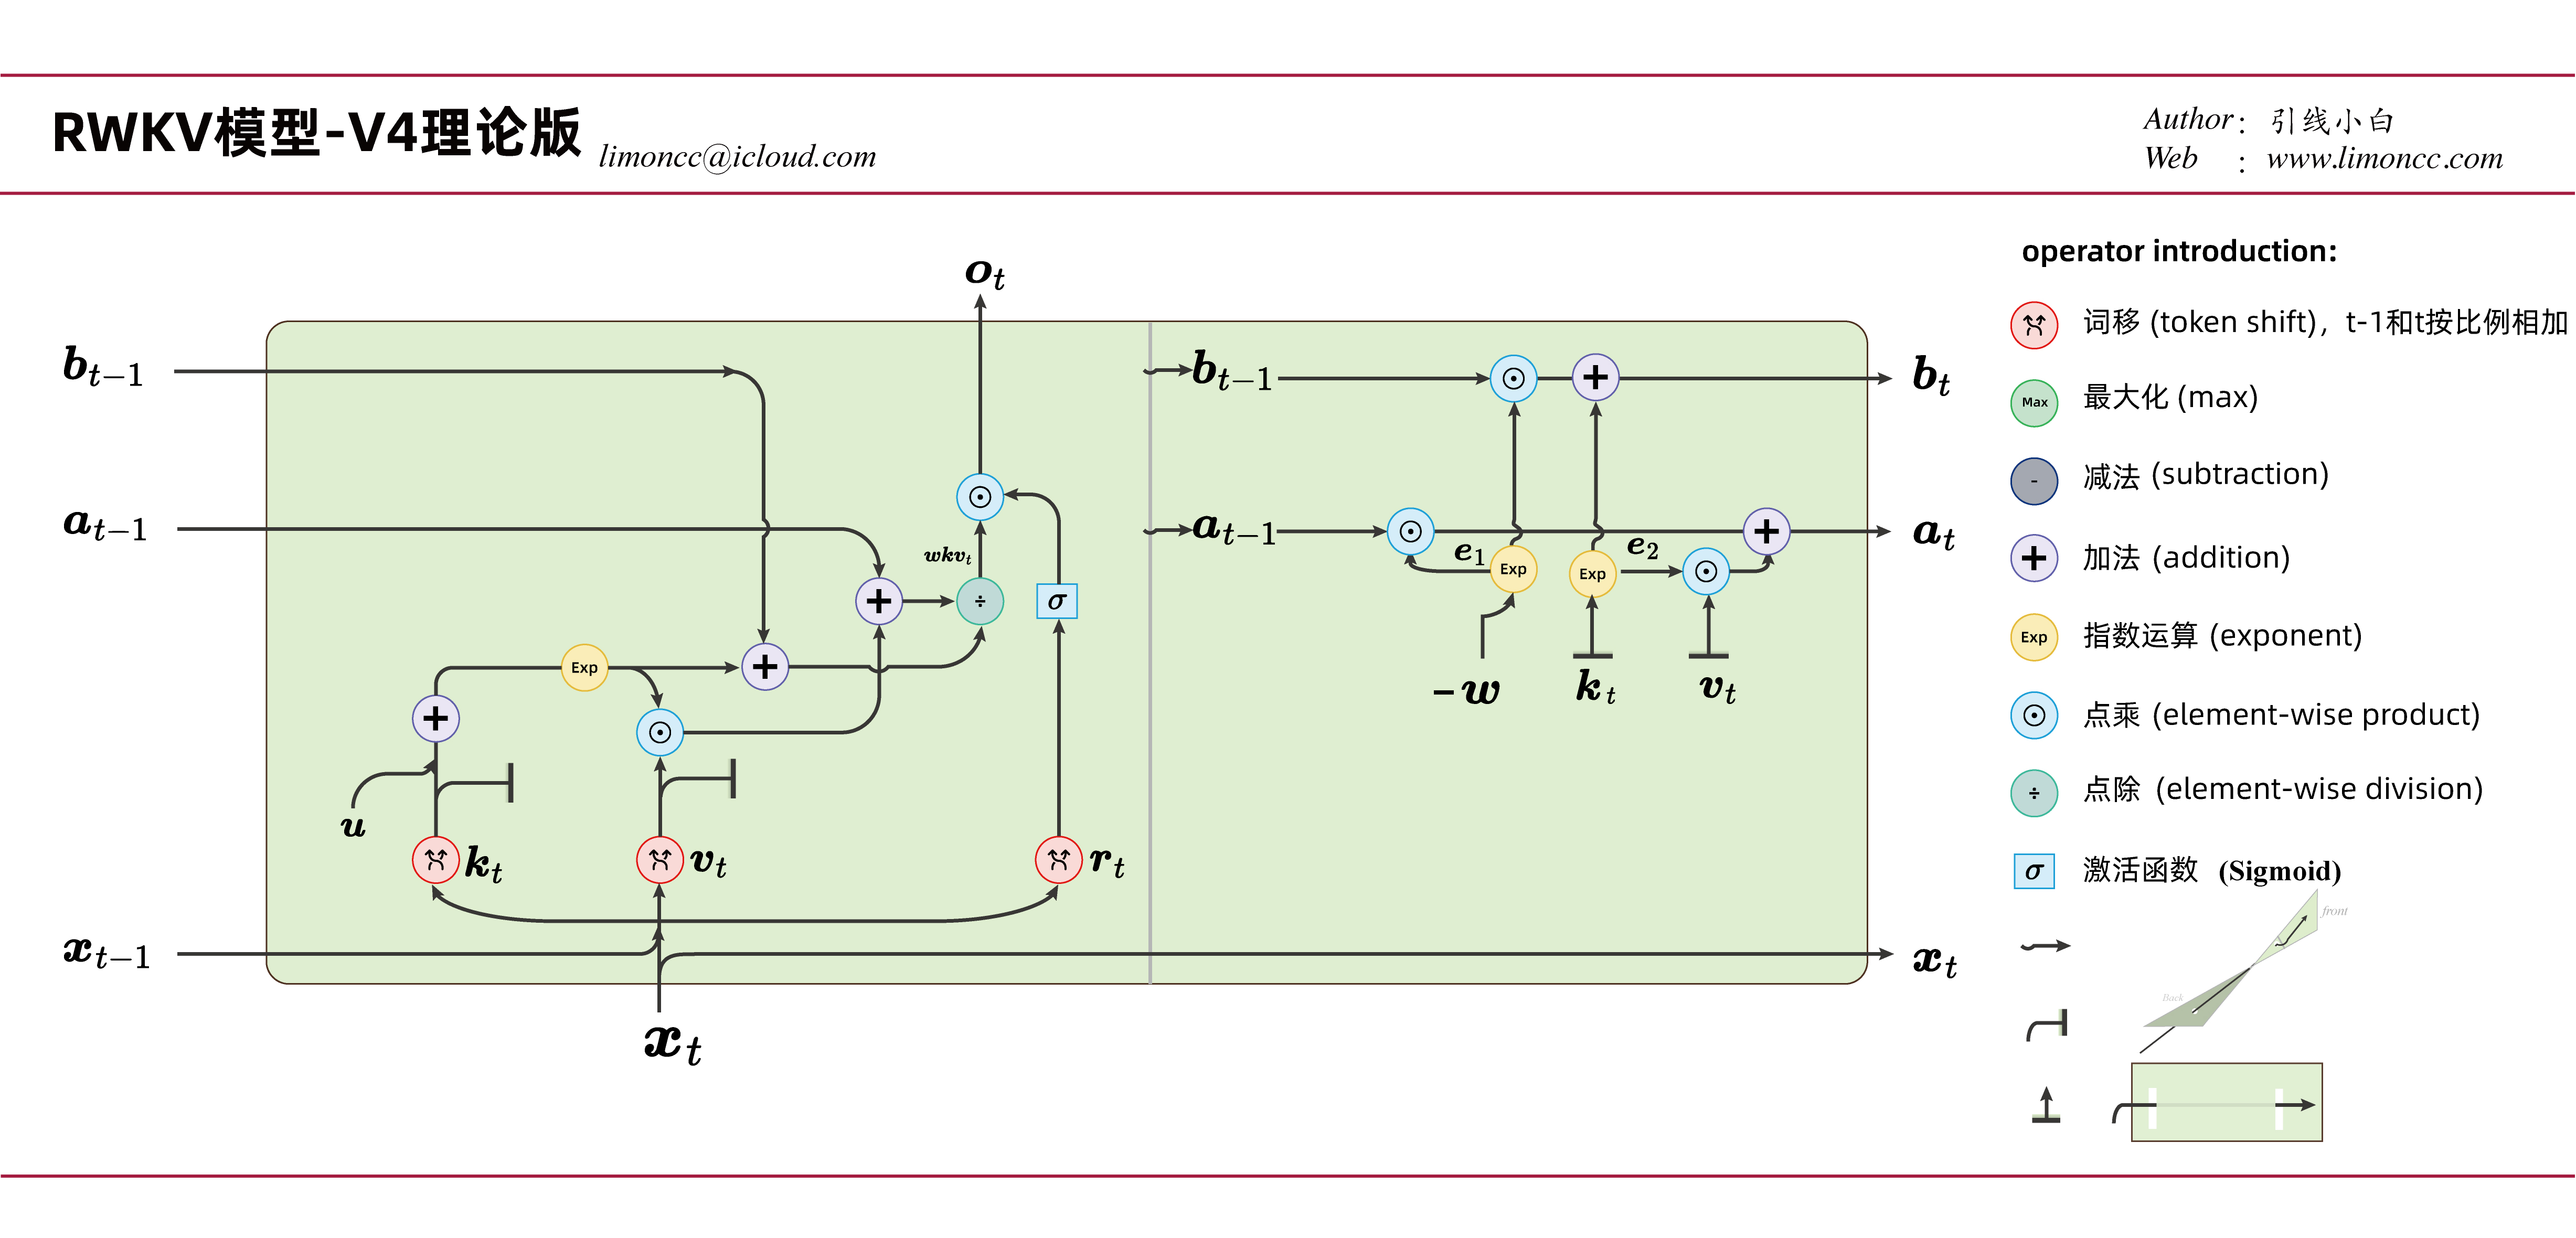 RWKV模型-V4理论版 limoncc@icloud.com
Author: 引线小白
Web : www.limoncc.com
operator introduction:
词移 (token shift), t-1和t按比例相加
Max 最大化 (max)
- 减法 (subtraction)
+ 加法 (addition)
Exp 指数运算 (exponent)
⊙ 点乘 (element-wise product)
÷ 点除 (element-wise division)
σ 激活函数 (Sigmoid)
front
Back
o_t
b_{t-1}
a_{t-1}
x_{t-1}
x_t
u
k_t
v_t
r_t
+
Exp
⊙
+
+
÷
wkv_t
⊙
σ
b_{t-1}
⊙
+
b_t
a_{t-1}
⊙
e_1
Exp
Exp
e_2
⊙
+
a_t
-w
k_t
v_t
x_t